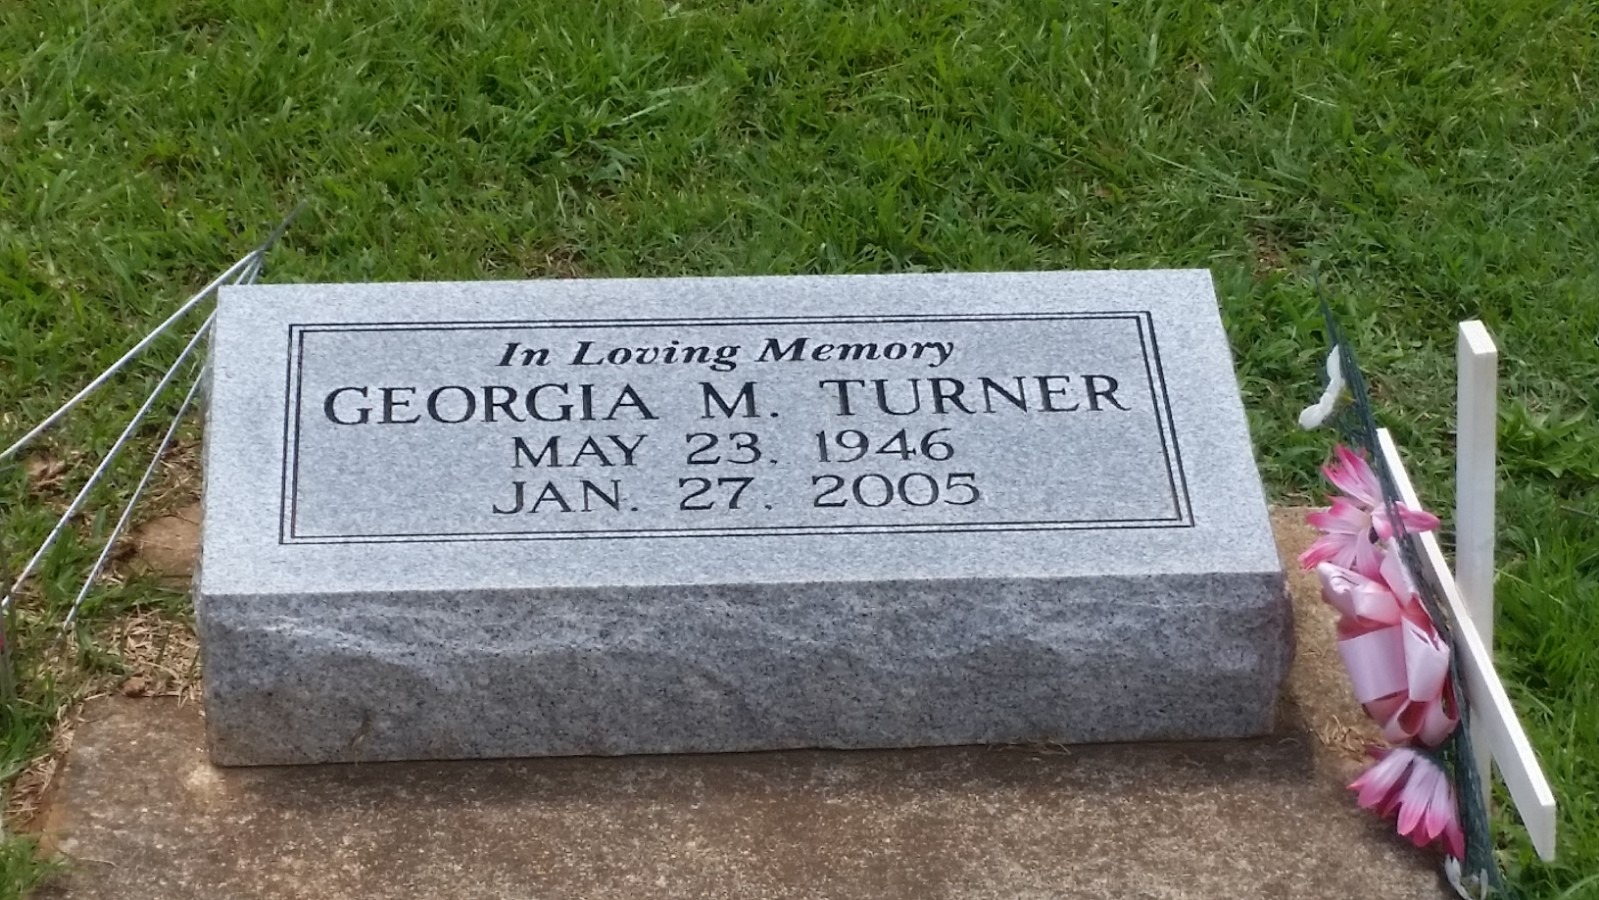 In Loving Memory
GEORGIA M. TURNER
MAY 23, 1946
JAN. 27, 2005